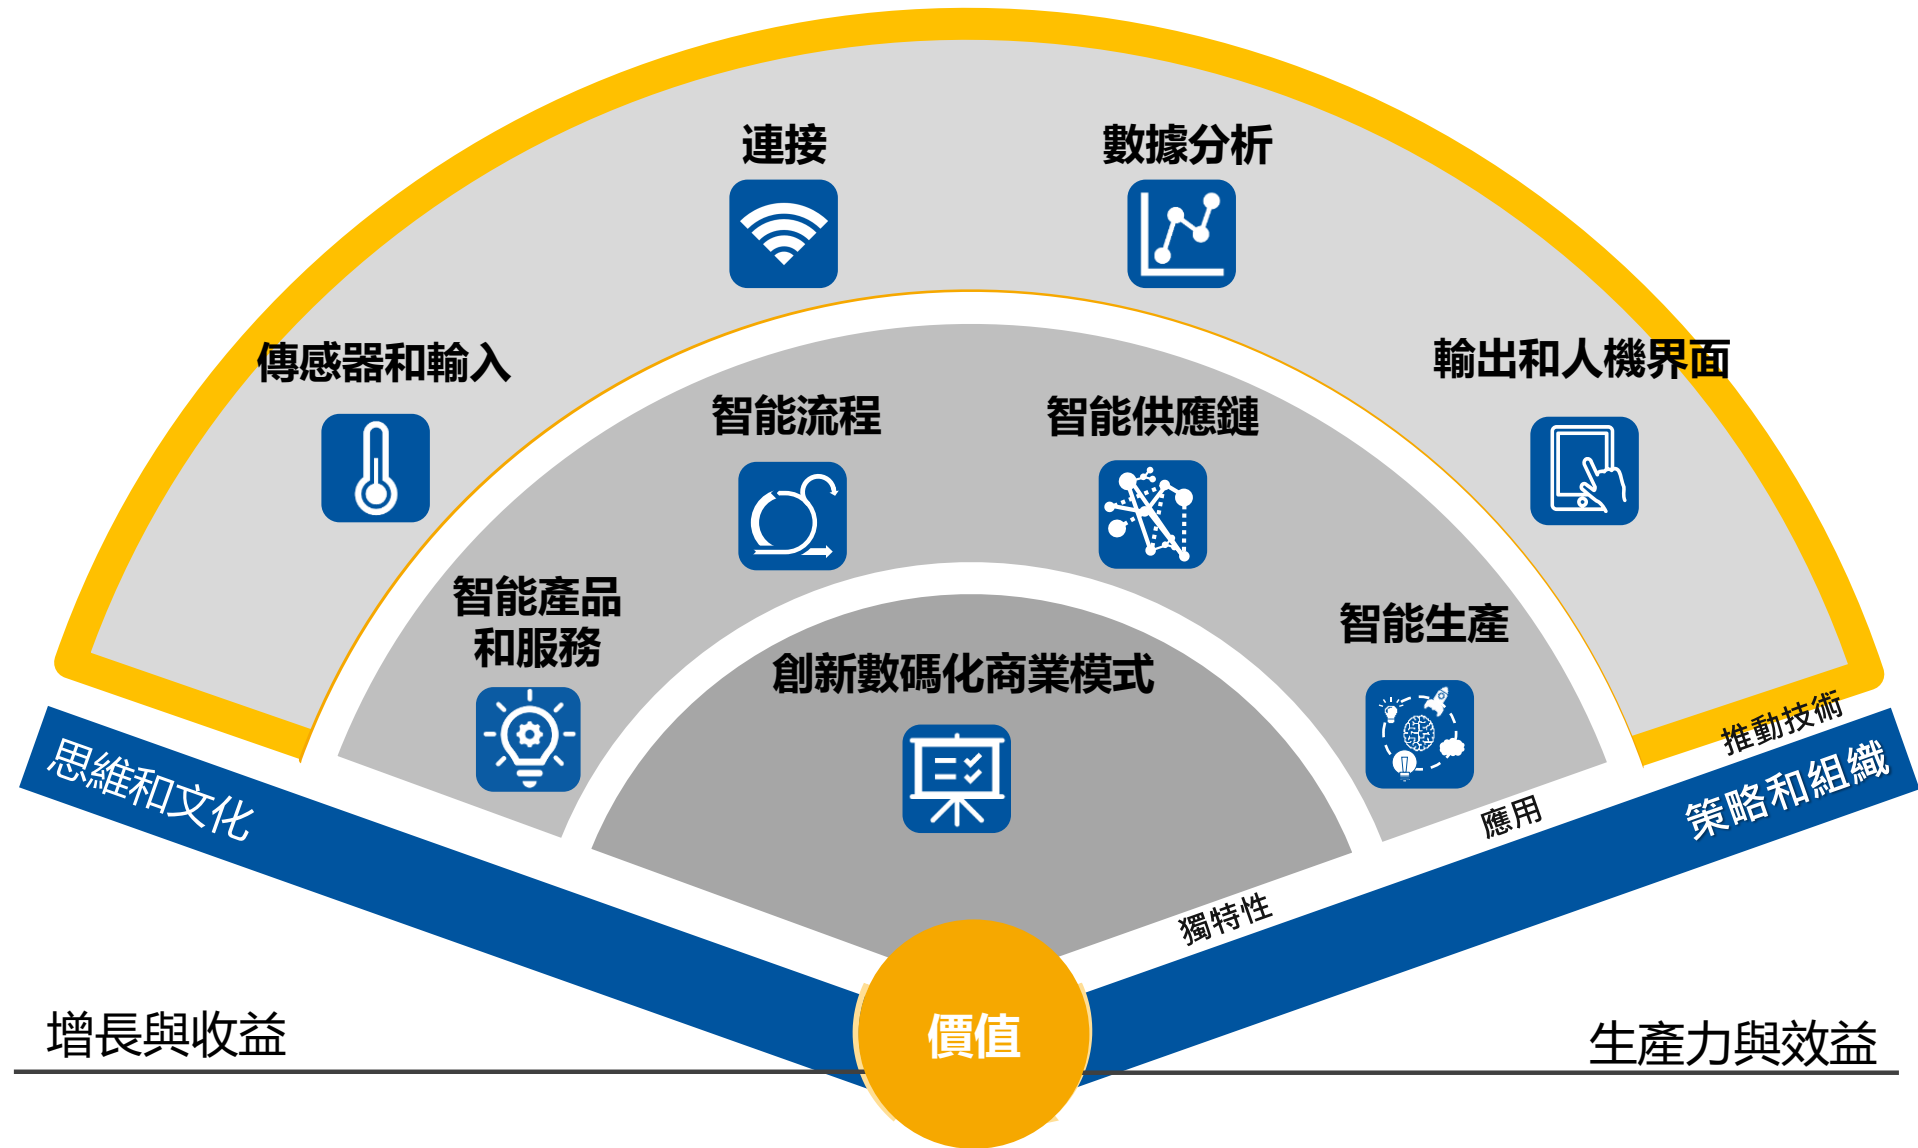 連接
數據分析
傳感器和輸入
輸出和人機界面
智能流程
智能供應鏈
智能產品
和服務
智能生產
創新數碼化商業模式
推動技術
應用
獨特性
思維和文化
策略和組織
價值
增長與收益
生產力與效益